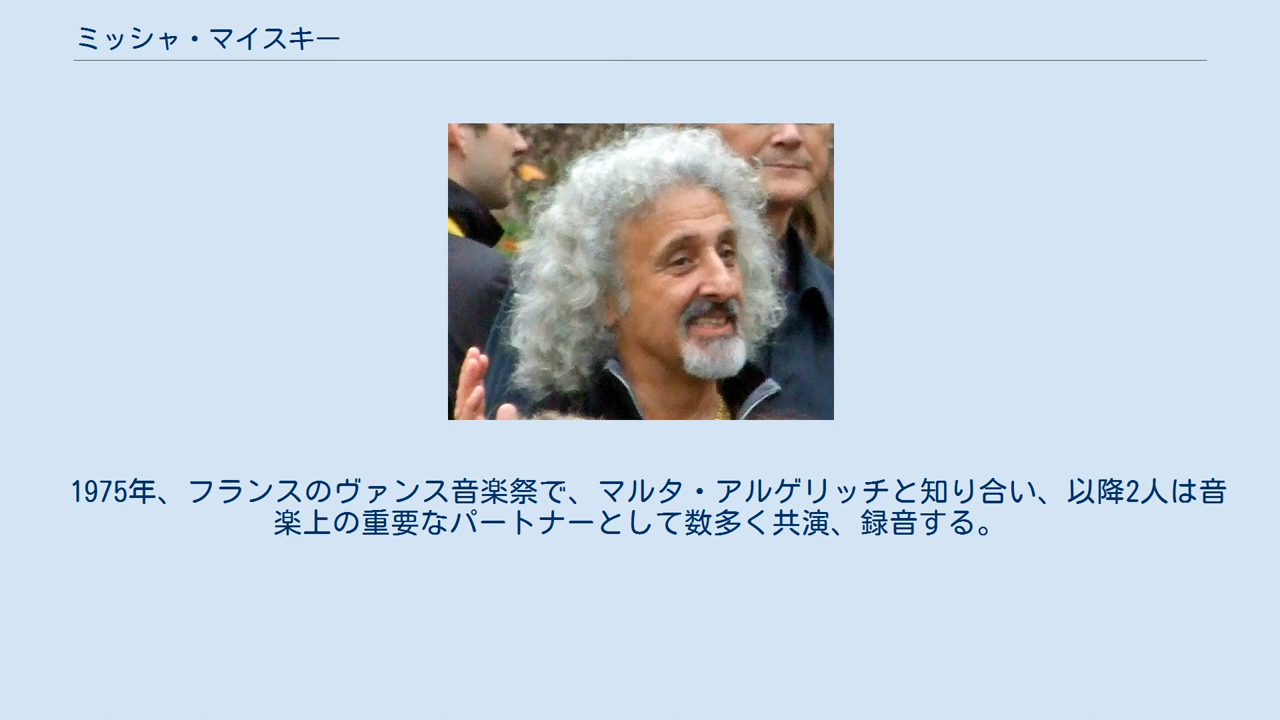 ミッシャ・マイスキー
1975年、フランスのヴァンス音楽祭で、マルタ・アルゲリッチと知り合い、以降2人は音
楽上の重要なパートナーとして数多く共演、録音する。